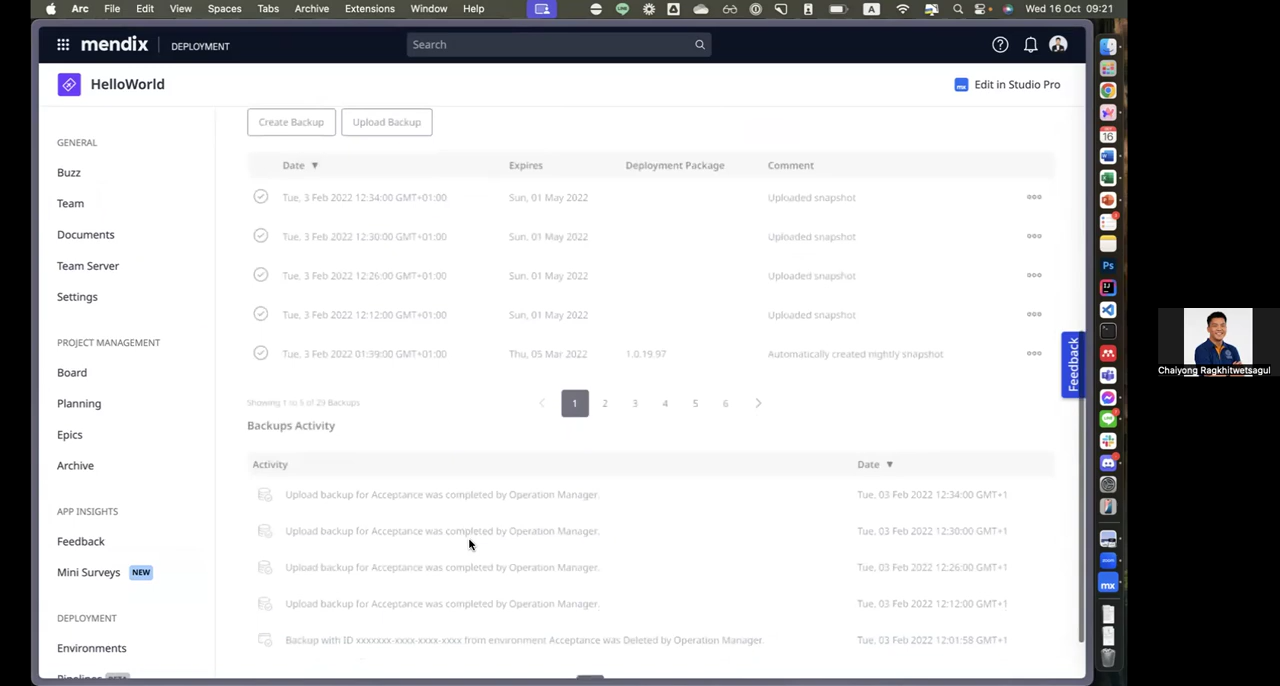 Arc File Edit View Spaces Tabs Archive Extensions Window Help A Wed 16 Oct 09:21
mendix DEPLOYMENT Search
HelloWorld Edit in Studio Pro
GENERAL
Buzz
Team
Documents
Team Server
Settings
PROJECT MANAGEMENT
Board
Planning
Epics
Archive
APP INSIGHTS
Feedback
Mini Surveys NEW
DEPLOYMENT
Environments
Pipelines BETA
Create Backup Upload Backup
Date ▼ Expires Deployment Package Comment
Tue, 3 Feb 2022 12:34:00 GMT+01:00 Sun, 01 May 2022 Uploaded snapshot
Tue, 3 Feb 2022 12:30:00 GMT+01:00 Sun, 01 May 2022 Uploaded snapshot
Tue, 3 Feb 2022 12:26:00 GMT+01:00 Sun, 01 May 2022 Uploaded snapshot
Tue, 3 Feb 2022 12:12:00 GMT+01:00 Sun, 01 May 2022 Uploaded snapshot
Tue, 3 Feb 2022 01:39:00 GMT+01:00 Thu, 05 Mar 2022 1.0.19.97 Automatically created nightly snapshot
Showing 1 to 5 of 29 Backups 1 2 3 4 5 6
Backups Activity
Activity Date ▼
Upload backup for Acceptance was completed by Operation Manager. Tue, 03 Feb 2022 12:34:00 GMT+1
Upload backup for Acceptance was completed by Operation Manager. Tue, 03 Feb 2022 12:30:00 GMT+1
Upload backup for Acceptance was completed by Operation Manager. Tue, 03 Feb 2022 12:26:00 GMT+1
Upload backup for Acceptance was completed by Operation Manager. Tue, 03 Feb 2022 12:12:00 GMT+1
Backup with ID xxxxxxx-xxxx-xxxx-xxxx from environment Acceptance was Deleted by Operation Manager. Tue, 03 Feb 2022 12:01:58 GMT+1
Feedback
16
Ps
zoom
mx
Chaiyong Ragkhitwetsagul